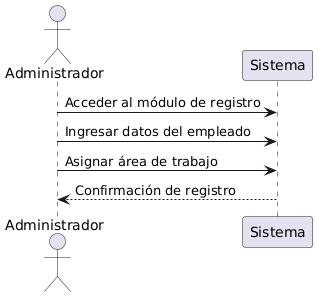 Administrador
Sistema
Acceder al módulo de registro
Ingresar datos del empleado
Asignar área de trabajo
Confirmación de registro
Administrador
Sistema